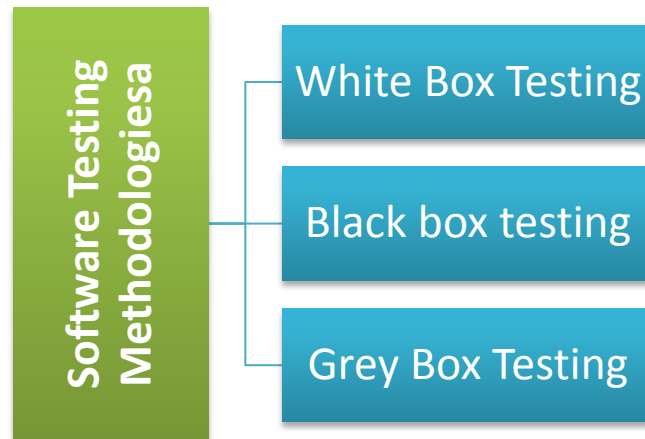 Software Testing
Methodologiesa
White Box Testing
Black box testing
Grey Box Testing